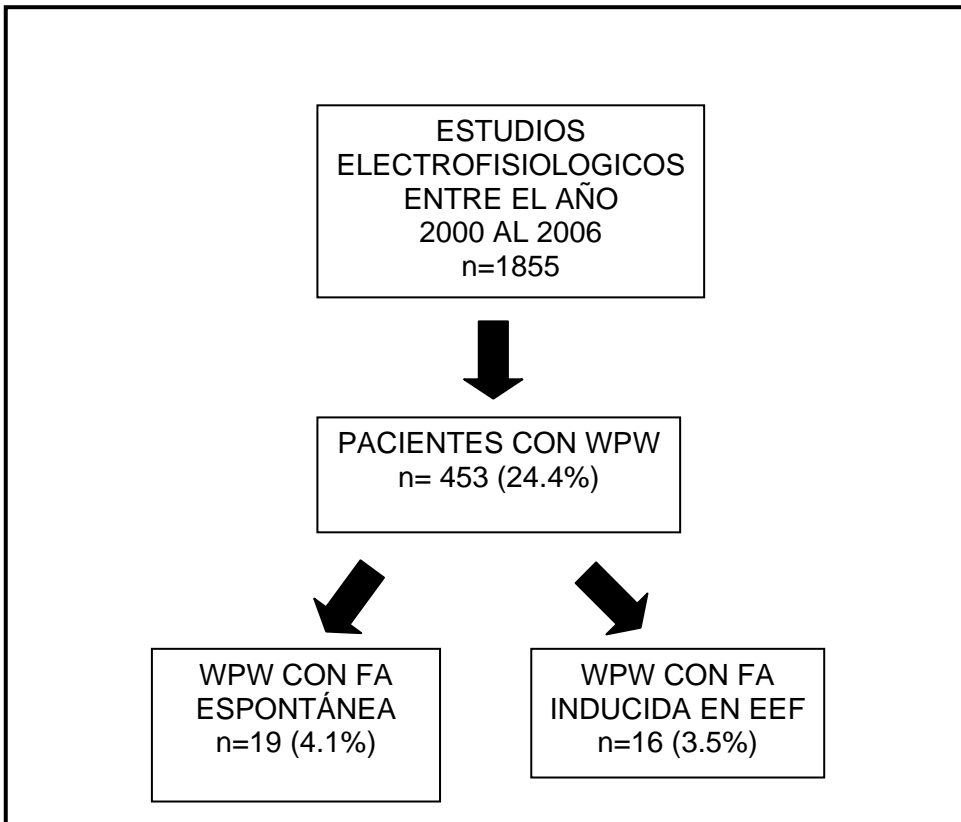 ESTUDIOS
ELECTROFISIOLOGICOS
ENTRE EL AÑO
2000 AL 2006
n=1855
PACIENTES CON WPW
n= 453 (24.4%)
WPW CON FA
ESPONTÁNEA
n=19 (4.1%)
WPW CON FA
INDUCIDA EN EEF
n=16 (3.5%)